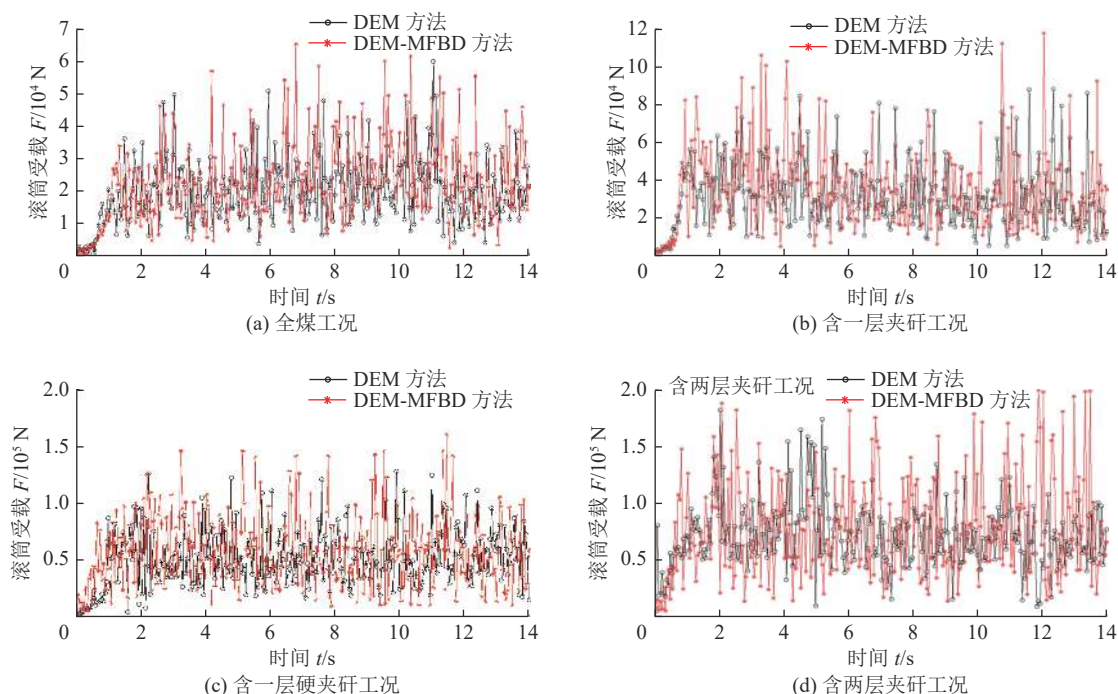 DEM 方法
DEM-MFBD 方法
7
6
5
4
3
2
1
0
2
4
6
8
10
12
14
滚筒受载 F/10⁴ N
时间 t/s
(a) 全煤工况
DEM 方法
DEM-MFBD 方法
12
10
8
6
4
2
0
2
4
6
8
10
12
14
滚筒受载 F/10⁴ N
时间 t/s
(b) 含一层夹矸工况
DEM 方法
DEM-MFBD 方法
2.0
1.5
1.0
0.5
0
2
4
6
8
10
12
14
滚筒受载 F/10⁵ N
时间 t/s
(c) 含一层硬夹矸工况
含两层夹矸工况
DEM 方法
DEM-MFBD 方法
2.0
1.5
1.0
0.5
0
2
4
6
8
10
12
14
滚筒受载 F/10⁵ N
时间 t/s
(d) 含两层夹矸工况